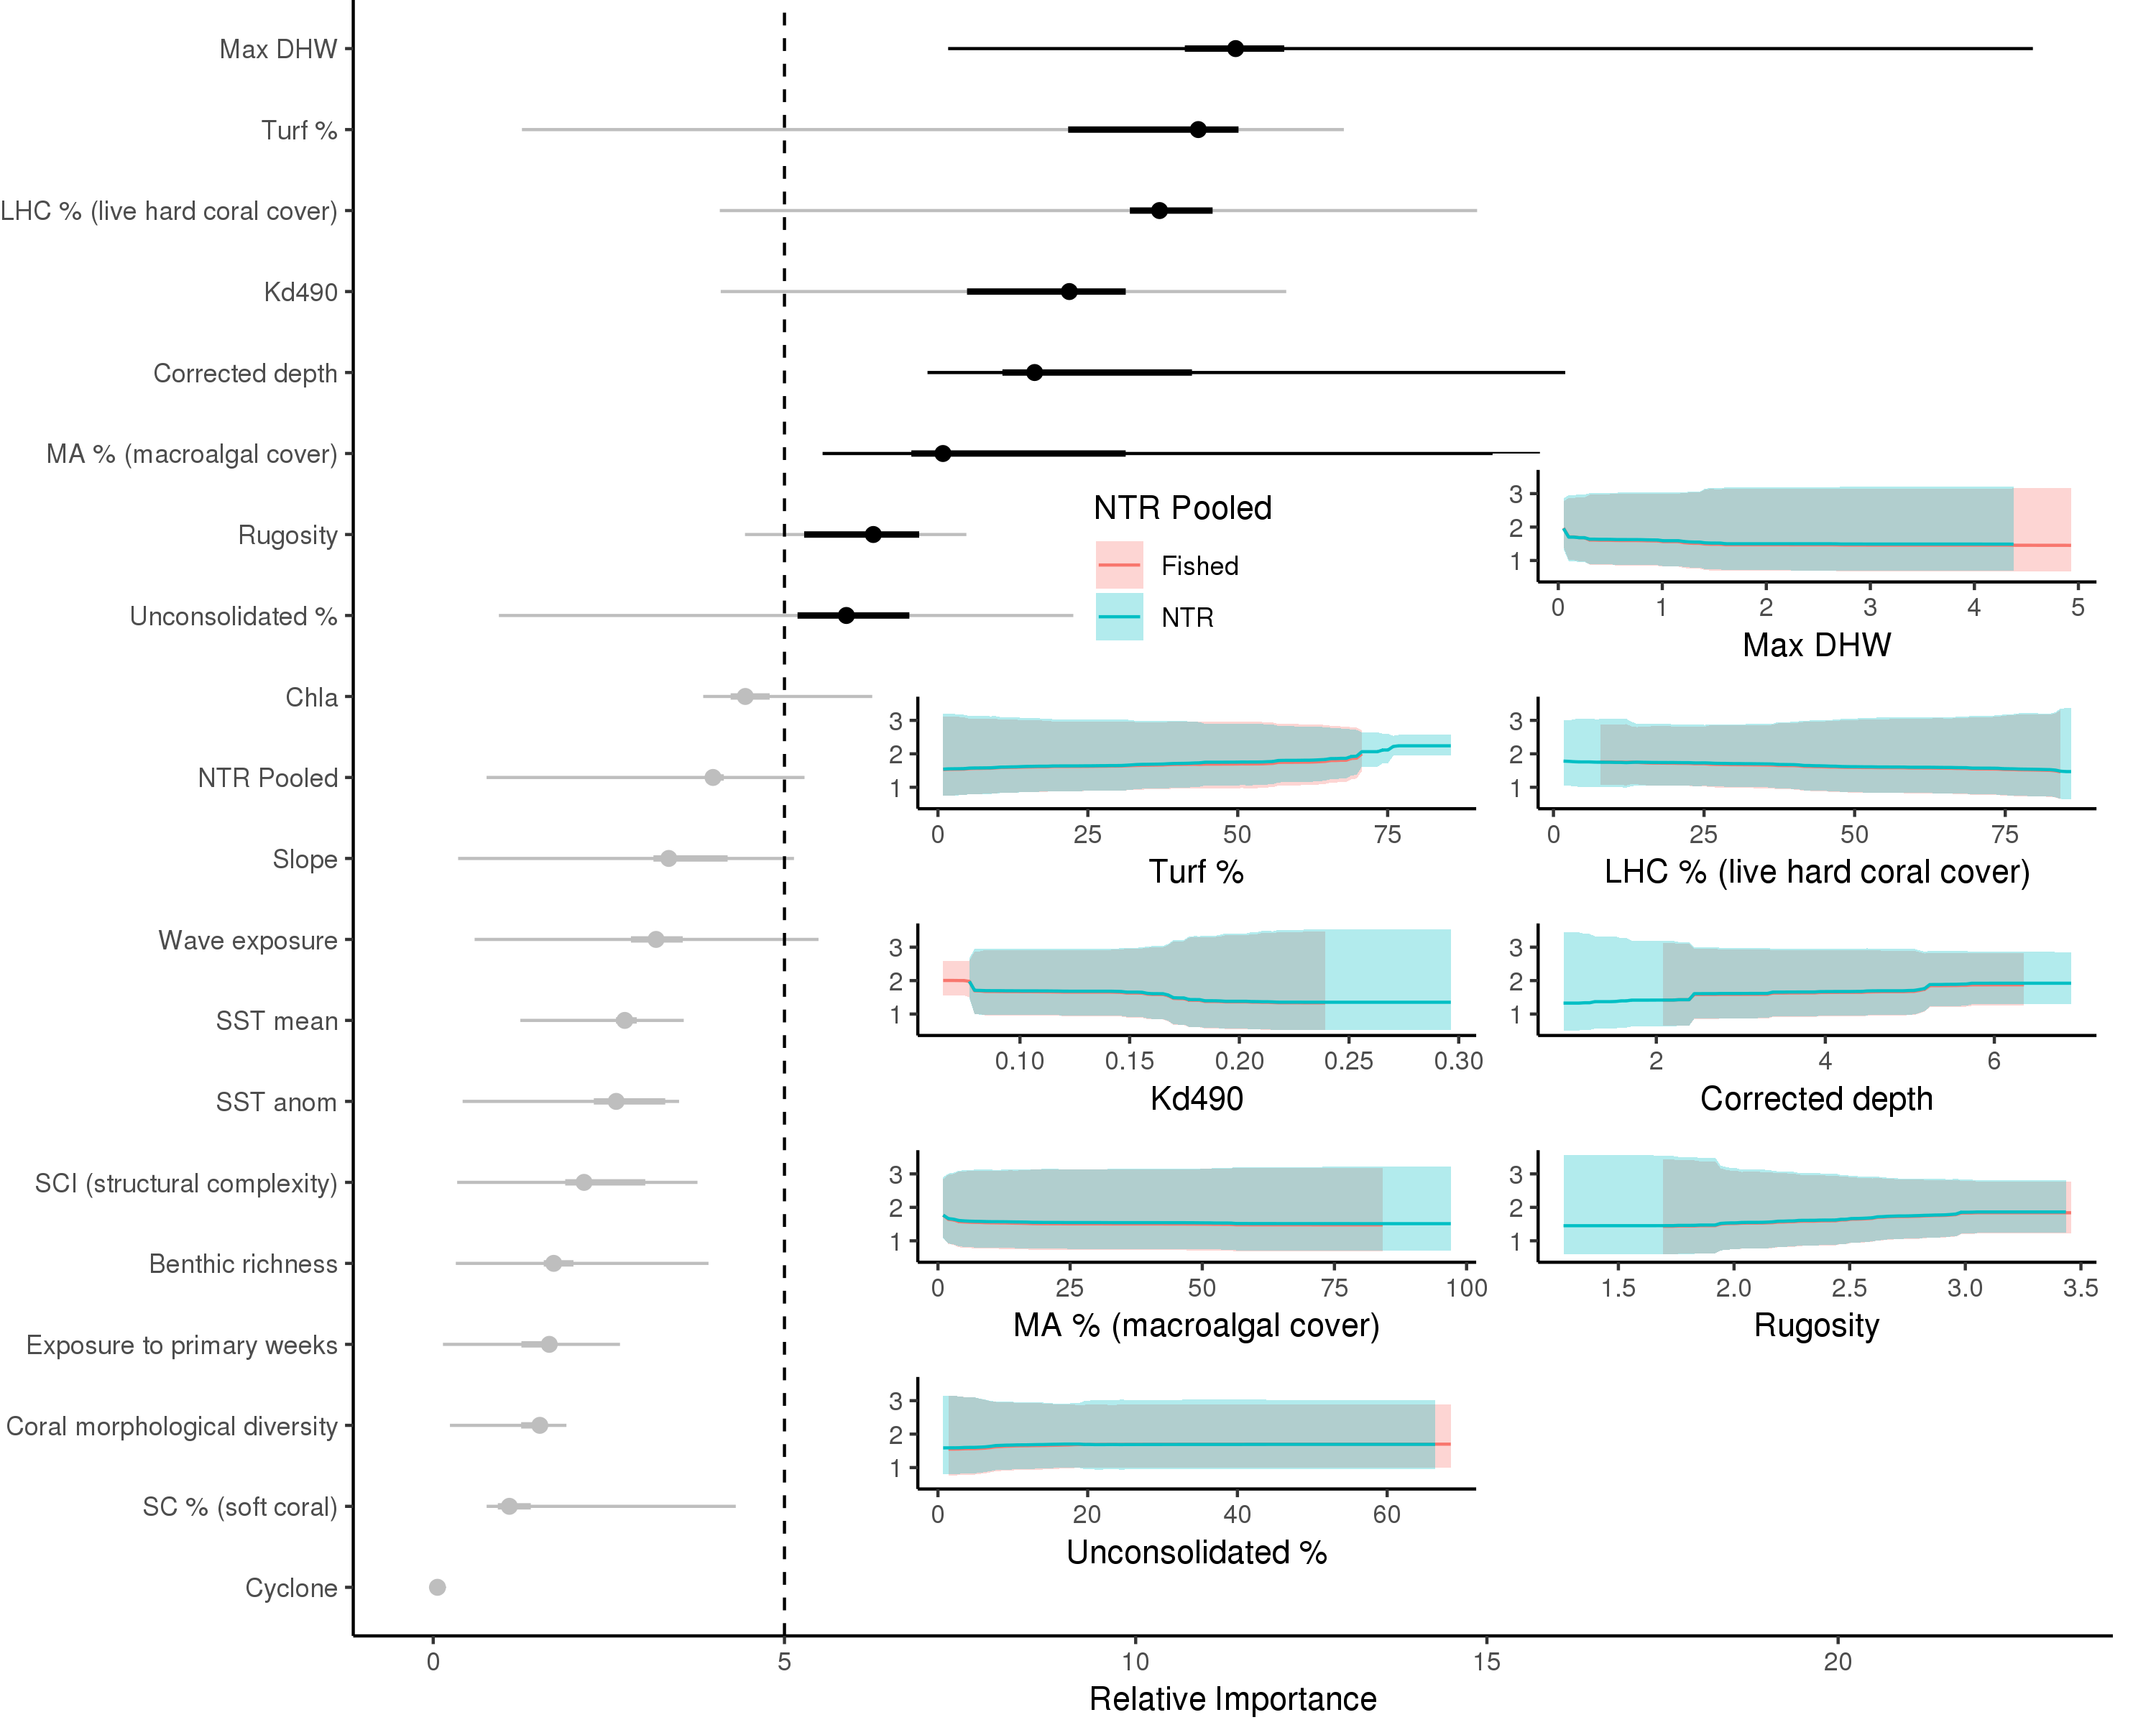 Max DHW
Turf %
LHC % (live hard coral cover)
Kd490
Corrected depth
MA % (macroalgal cover)
Rugosity
Unconsolidated %
Chla
NTR Pooled
Slope
Wave exposure
SST mean
SST anom
SCI (structural complexity)
Benthic richness
Exposure to primary weeks
Coral morphological diversity
SC % (soft coral)
Cyclone
0 5 10 15 20
Relative Importance
NTR Pooled
Fished
NTR
3
2
1
0 1 2 3 4 5
Max DHW
3
2
1
0 25 50 75
Turf %
3
2
1
0 25 50 75
LHC % (live hard coral cover)
3
2
1
0.10 0.15 0.20 0.25 0.30
Kd490
3
2
1
2 4 6
Corrected depth
3
2
1
0 25 50 75 100
MA % (macroalgal cover)
3
2
1
1.5 2.0 2.5 3.0 3.5
Rugosity
3
2
1
0 20 40 60
Unconsolidated %